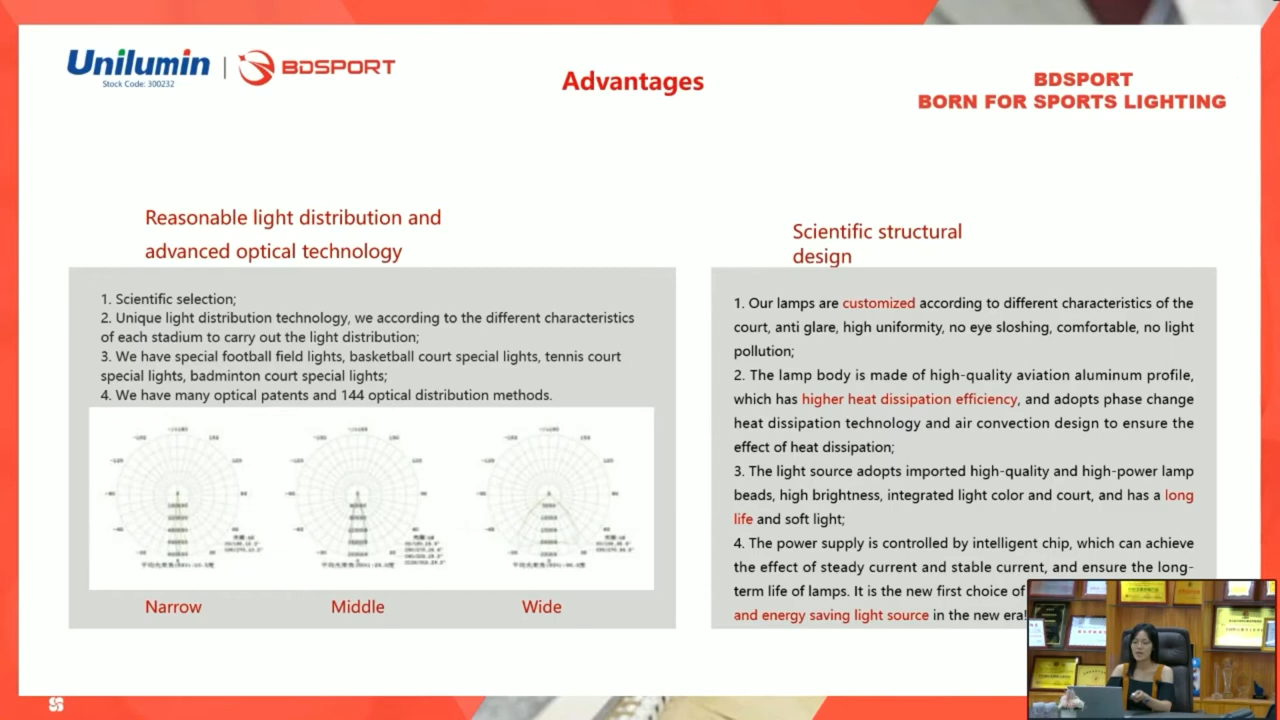 Unilumin
Stock Code: 300232
BDSPORT
Advantages
BDSPORT
BORN FOR SPORTS LIGHTING
Reasonable light distribution and
advanced optical technology
1. Scientific selection;
2. Unique light distribution technology, we according to the different characteristics
of each stadium to carry out the light distribution;
3. We have special football field lights, basketball court special lights, tennis court
special lights, badminton court special lights;
4. We have many optical patents and 144 optical distribution methods.
Narrow
Middle
Wide
Scientific structural
design
1. Our lamps are customized according to different characteristics of the
court, anti glare, high uniformity, no eye sloshing, comfortable, no light
pollution;
2. The lamp body is made of high-quality aviation aluminum profile,
which has higher heat dissipation efficiency, and adopts phase change
heat dissipation technology and air convection design to ensure the
effect of heat dissipation;
3. The light source adopts imported high-quality and high-power lamp
beads, high brightness, integrated light color and court, and has a long
life and soft light;
4. The power supply is controlled by intelligent chip, which can achieve
the effect of steady current and stable current, and ensure the long-
term life of lamps. It is the new first choice of
and energy saving light source in the new era!